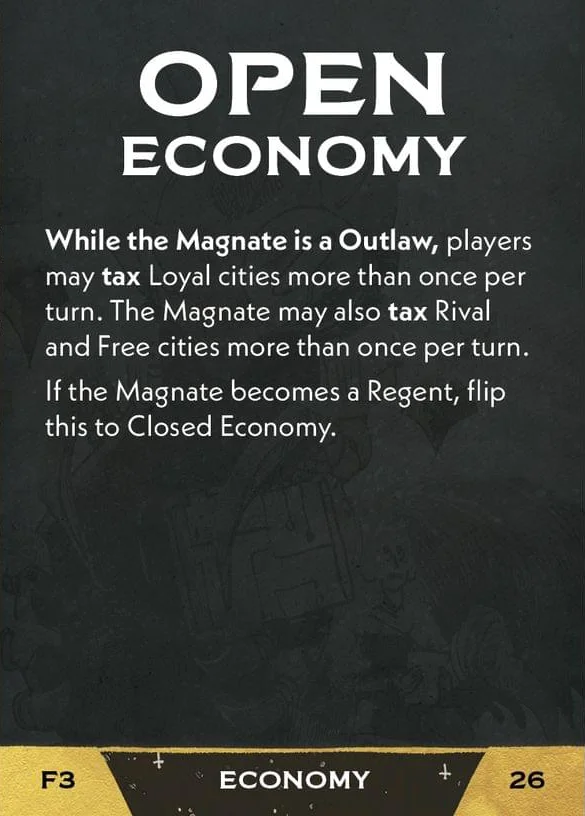 OPEN
ECONOMY
While the Magnate is a Outlaw, players
may tax Loyal cities more than once per
turn. The Magnate may also tax Rival
and Free cities more than once per turn.
If the Magnate becomes a Regent, flip
this to Closed Economy.
F3 ECONOMY 26